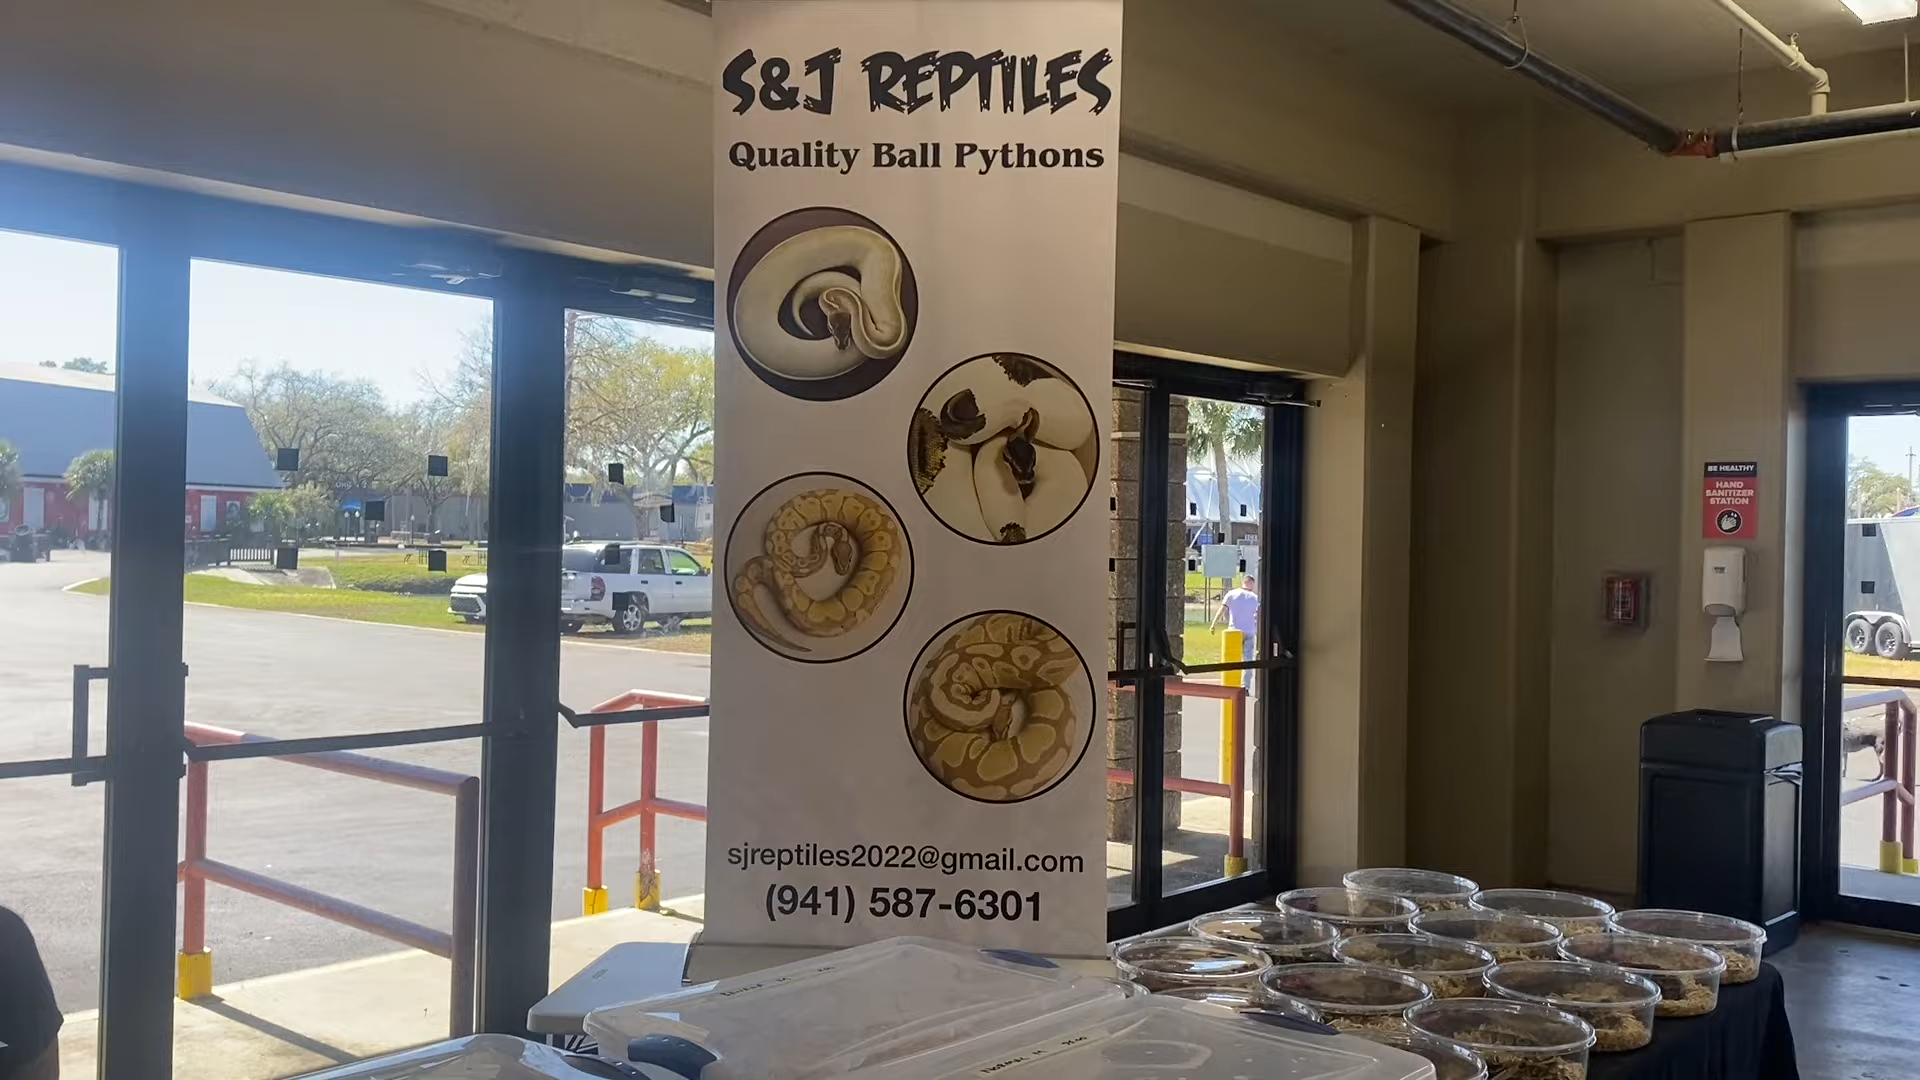 S&J REPTILES
Quality Ball Pythons
sjreptiles2022@gmail.com
(941) 587-6301
BE HEALTHY
HAND
SANITIZER
STATION